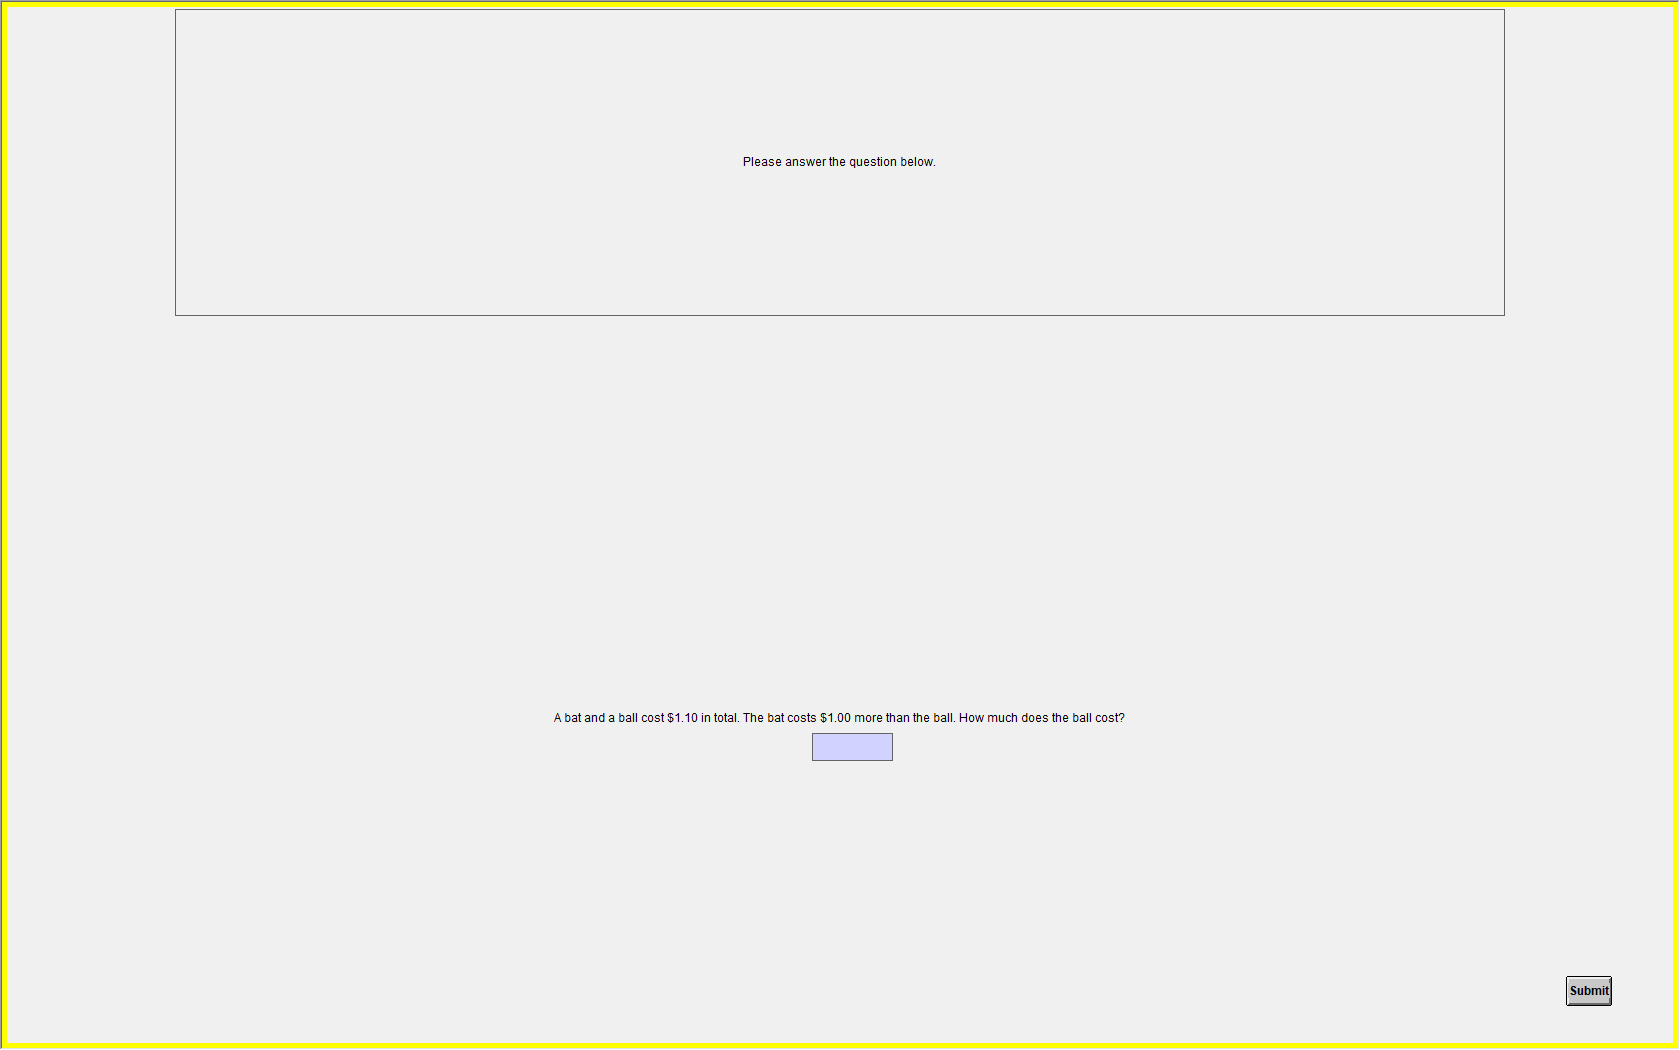 Please answer the question below.
A bat and a ball cost $1.10 in total. The bat costs $1.00 more than the ball. How much does the ball cost?
Submit